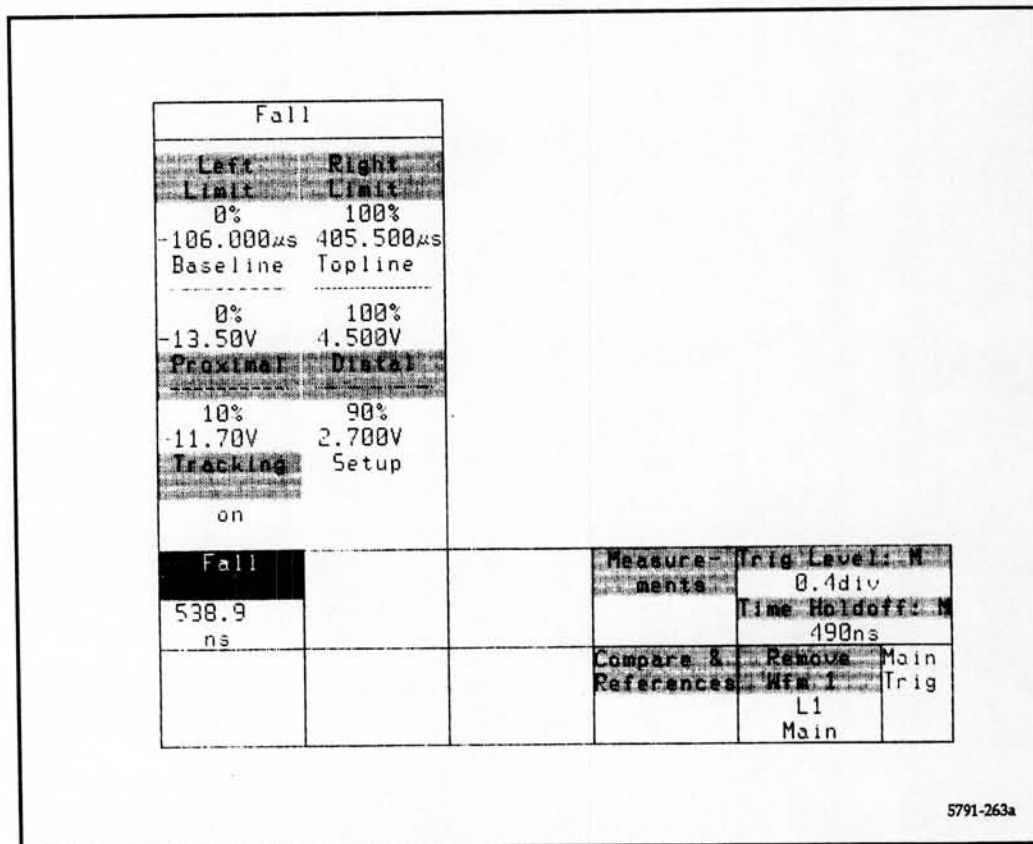 Fall
Left Limit
Right Limit
0%
100%
-106.000µs
405.500µs
Baseline
Topline
0%
100%
-13.50V
4.500V
Proximal
Distal
10%
90%
-11.70V
2.700V
Tracking
Setup
on
Fall
538.9
ns
Measure-
ments
Trig Level: M
0.4div
Time Holdoff: M
490ns
Compare &
References
Remove
Wfm 1
L1
Main
Main
Trig
5791-263a